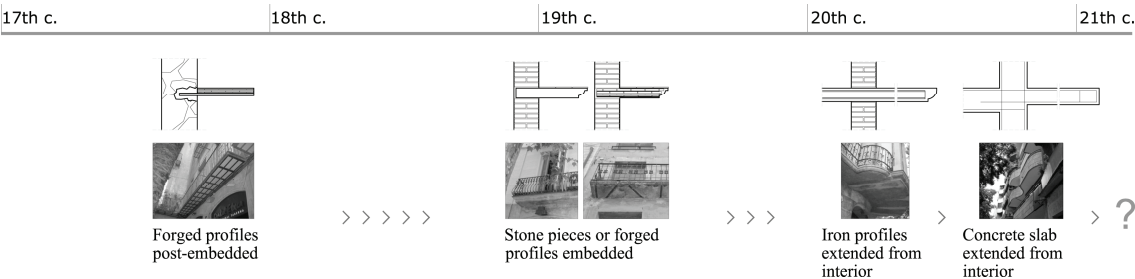 17th c.
18th c.
19th c.
20th c.
21th c.
Forged profiles
post-embedded
> > > > >
Stone pieces or forged
profiles embedded
> > >
Iron profiles
extended from
interior
>
Concrete slab
extended from
interior
> ?